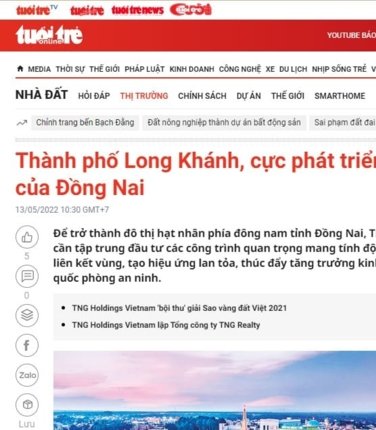 tuổi trẻ TV tuổi trẻ tuổi trẻ news Cười
tuổi trẻ online
YOUTUBE BÁO
MEDIA THỜI SỰ THẾ GIỚI PHÁP LUẬT KINH DOANH CÔNG NGHỆ XE DU LỊCH NHỊP SỐNG TRẺ
NHÀ ĐẤT HỎI ĐÁP THỊ TRƯỜNG CHÍNH SÁCH DỰ ÁN THẾ GIỚI SMARTHOME
Chỉnh trang bến Bạch Đằng Đất nông nghiệp thành dự án bất động sản Sai phạm đất đai
Thành phố Long Khánh, cực phát triển
của Đồng Nai
13/05/2022 10:30 GMT+7
Để trở thành đô thị hạt nhân phía đông nam tỉnh Đồng Nai, T
cần tập trung đầu tư các công trình quan trọng mang tính độ
liên kết vùng, tạo hiệu ứng lan tỏa, thúc đẩy tăng trưởng kin
quốc phòng an ninh.
5
0
TNG Holdings Vietnam 'bội thu' giải Sao vàng đất Việt 2021
TNG Holdings Vietnam lập Tổng công ty TNG Realty
f
Zalo
Lưu